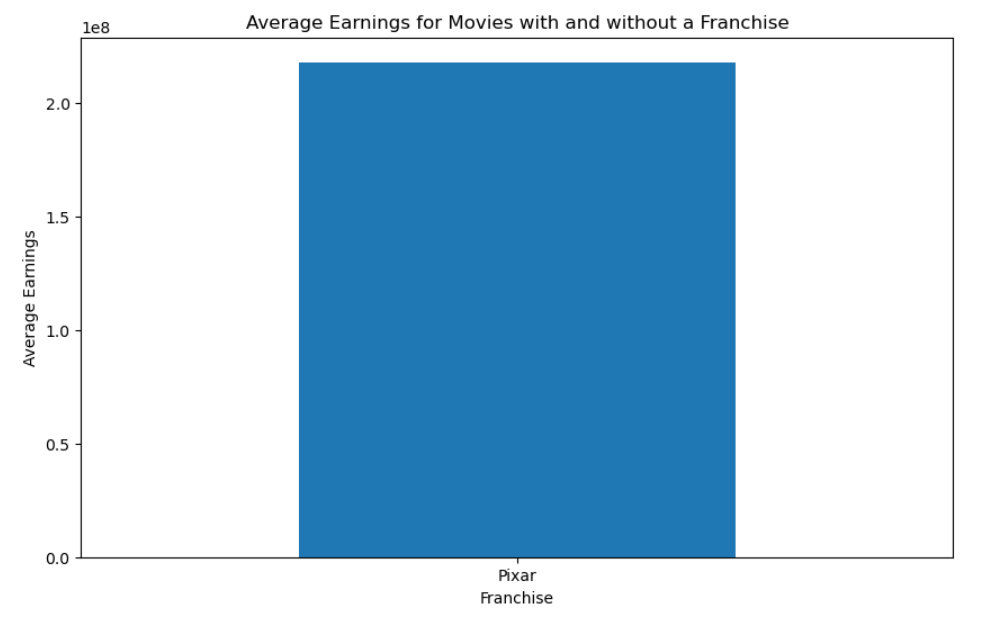 Average Earnings for Movies with and without a Franchise
1e8
2.0
1.5
1.0
0.5
0.0
Average Earnings
Pixar
Franchise